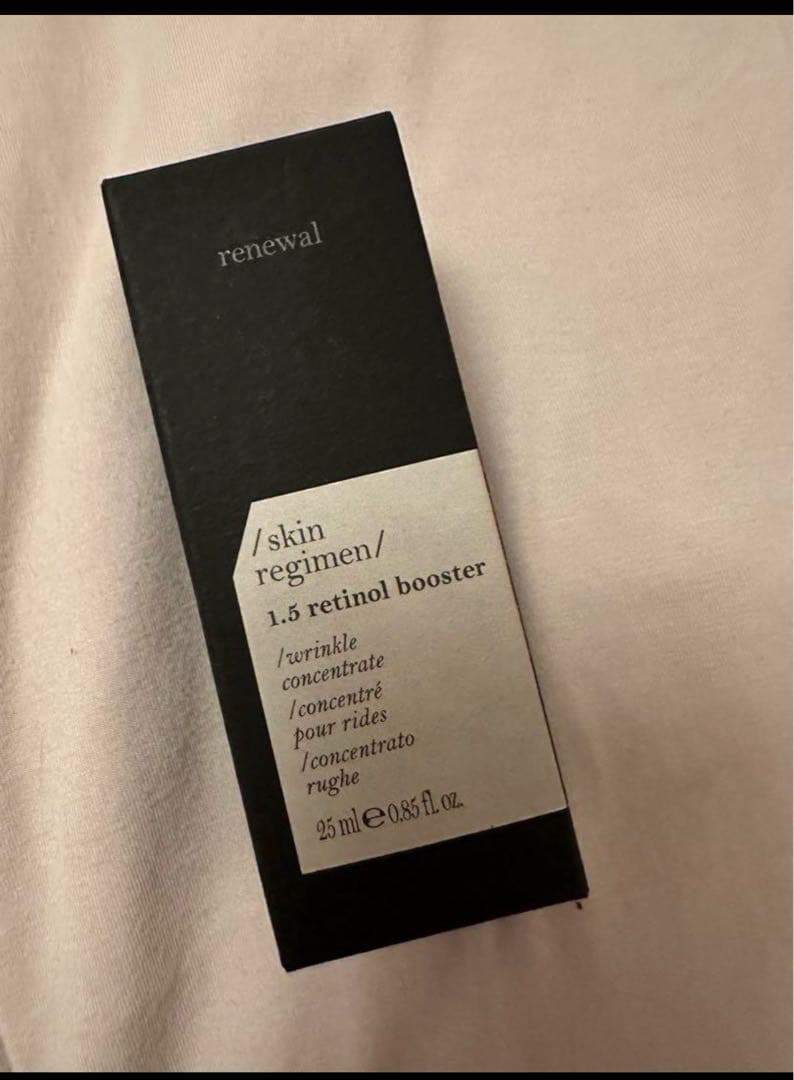 renewal
/skin
regimen/
1.5 retinol booster
/wrinkle
concentrate
/concentré
pour rides
/concentrato
rughe
25 ml e 0.85 fl. oz.